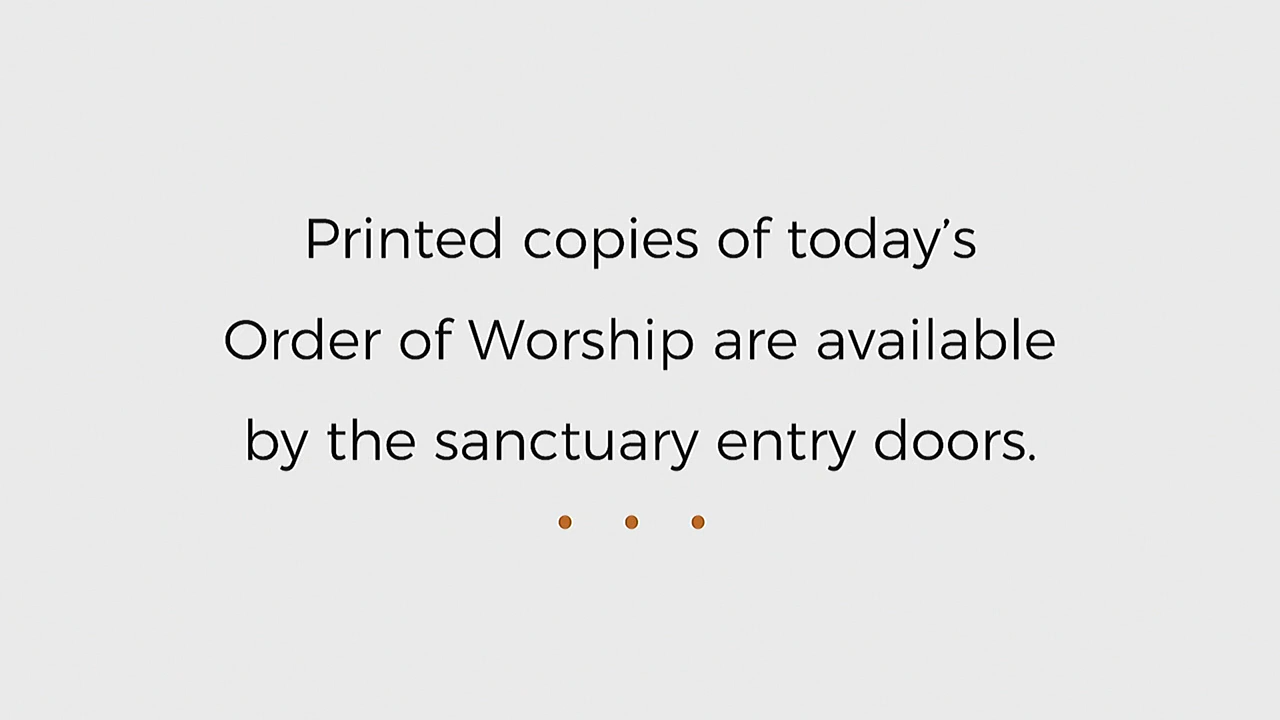 Printed copies of today’s
Order of Worship are available
by the sanctuary entry doors.